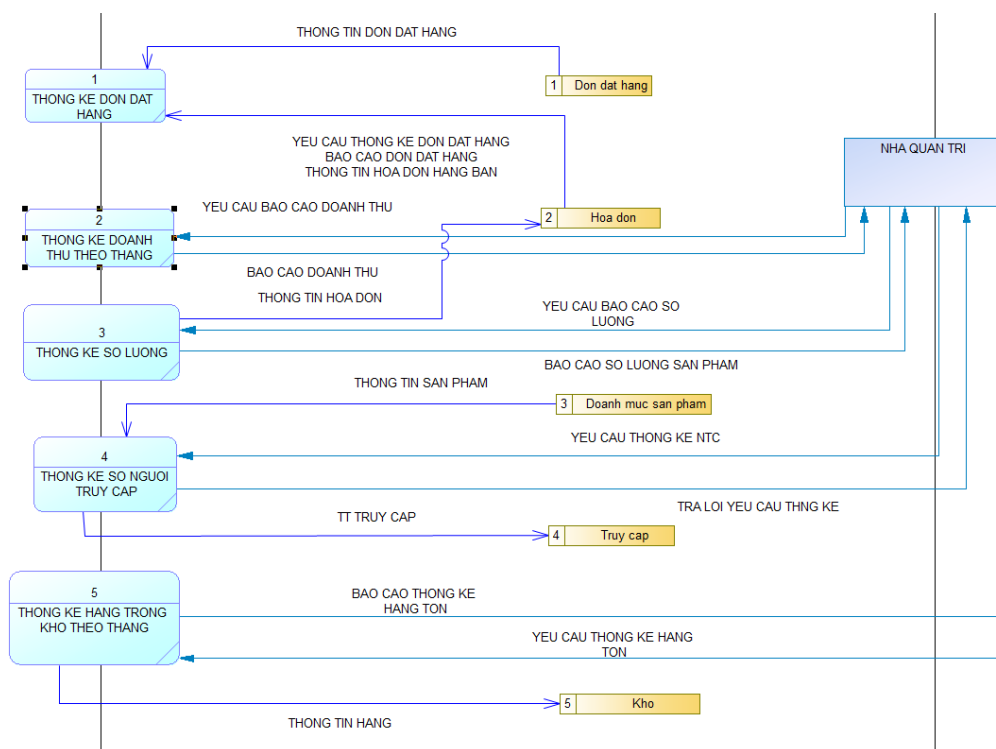 THONG TIN DON DAT HANG
1
THONG KE DON DAT
HANG
1 Don dat hang
YEU CAU THONG KE DON DAT HANG
BAO CAO DON DAT HANG
THONG TIN HOA DON HANG BAN
NHA QUAN TRI
YEU CAU BAO CAO DOANH THU
2 Hoa don
2
THONG KE DOANH
THU THEO THANG
BAO CAO DOANH THU
THONG TIN HOA DON
YEU CAU BAO CAO SO
LUONG
3
THONG KE SO LUONG
BAO CAO SO LUONG SAN PHAM
THONG TIN SAN PHAM
3 Doanh muc san pham
YEU CAU THONG KE NTC
4
THONG KE SO NGUOI
TRUY CAP
TRA LOI YEU CAU THNG KE
TT TRUY CAP
4 Truy cap
5
THONG KE HANG TRONG
KHO THEO THANG
BAO CAO THONG KE
HANG TON
YEU CAU THONG KE HANG
TON
5 Kho
THONG TIN HANG